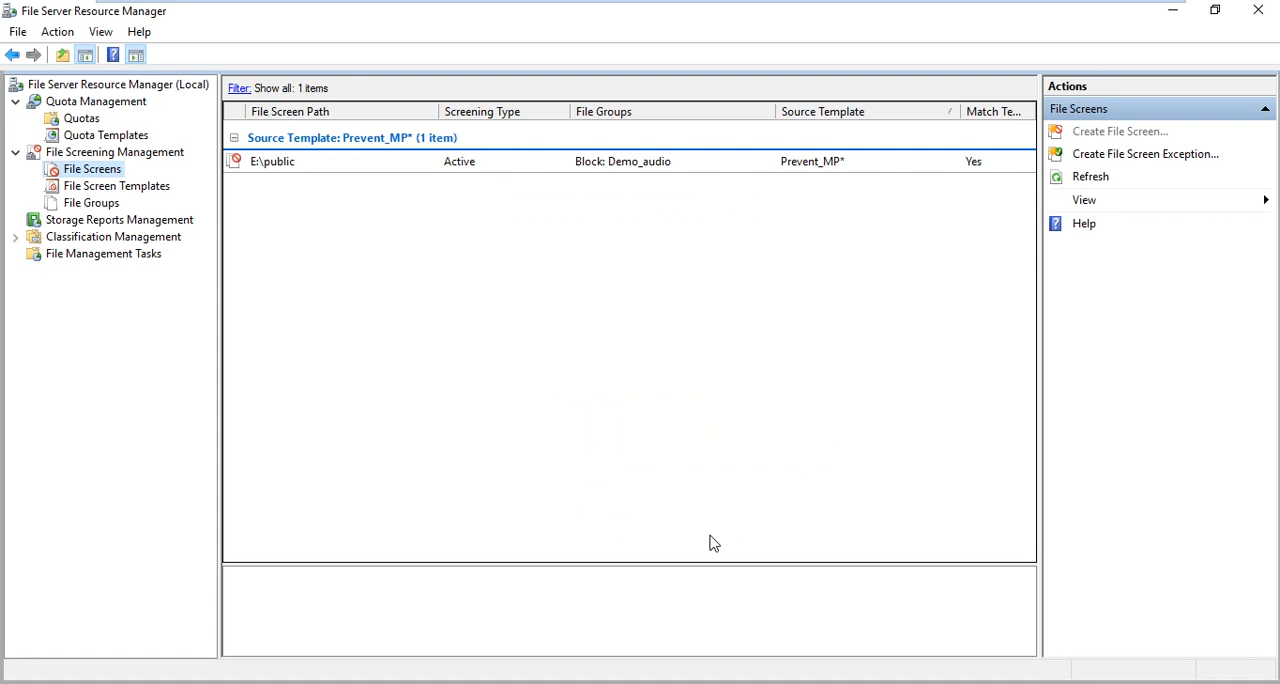 File Server Resource Manager
File Action View Help
File Server Resource Manager (Local)
Quota Management
Quotas
Quota Templates
File Screening Management
File Screens
File Screen Templates
File Groups
Storage Reports Management
Classification Management
File Management Tasks
Filter: Show all: 1 items
File Screen Path Screening Type File Groups Source Template Match Te...
Source Template: Prevent_MP* (1 item)
E:\public Active Block: Demo_audio Prevent_MP* Yes
Actions
File Screens
Create File Screen...
Create File Screen Exception...
Refresh
View
Help